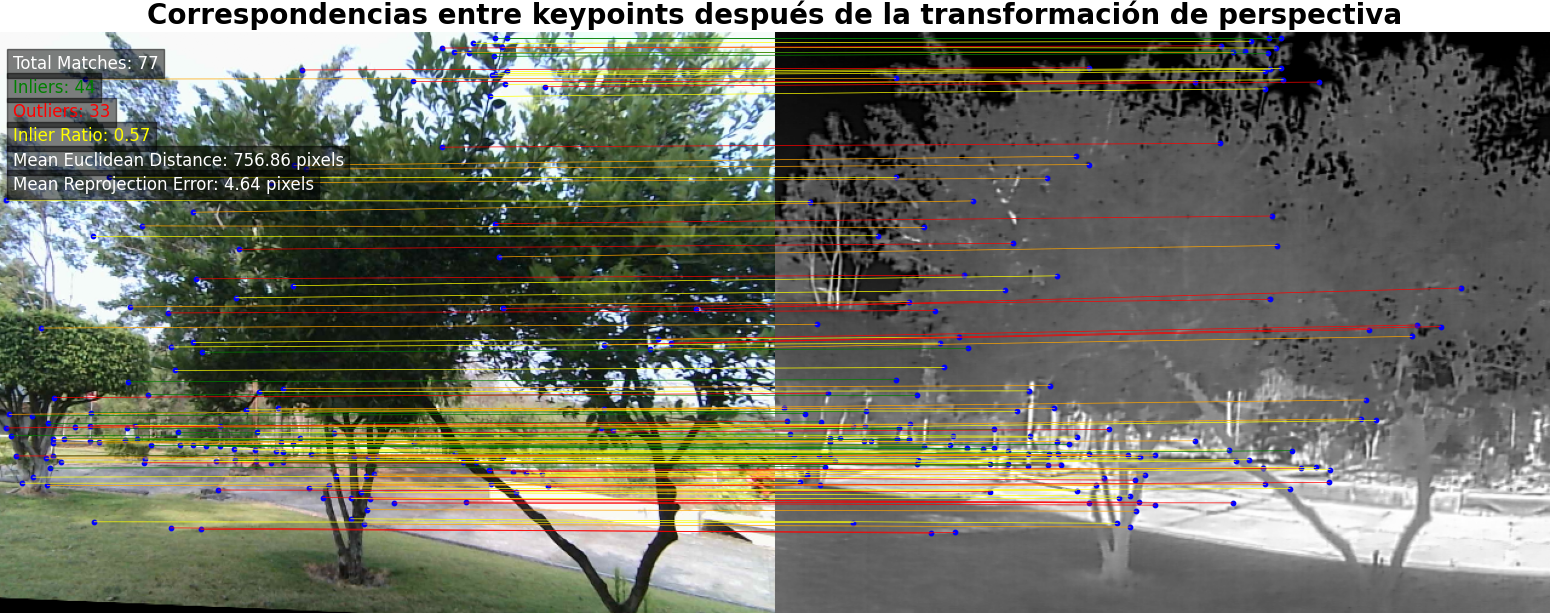 Correspondencias entre keypoints después de la transformación de perspectiva
Total Matches: 77
Inliers: 44
Outliers: 33
Inlier Ratio: 0.57
Mean Euclidean Distance: 756.86 pixels
Mean Reprojection Error: 4.64 pixels